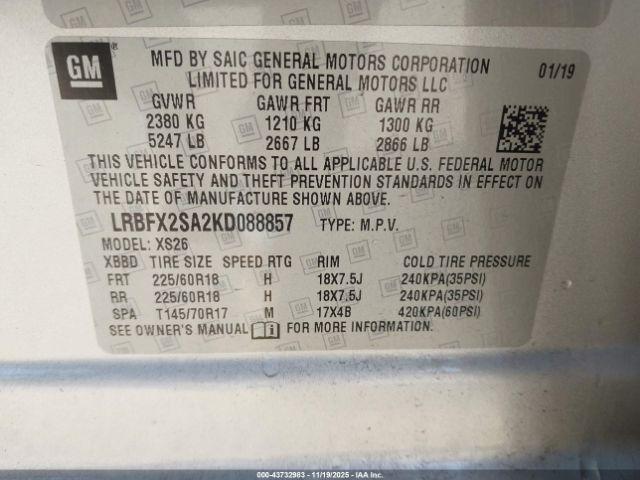 GM
MFD BY SAIC GENERAL MOTORS CORPORATION
LIMITED FOR GENERAL MOTORS LLC
01/19
GVWR GAWR FRT GAWR RR
2380 KG 1210 KG 1300 KG
5247 LB 2667 LB 2866 LB
THIS VEHICLE CONFORMS TO ALL APPLICABLE U.S. FEDERAL MOTOR
VEHICLE SAFETY AND THEFT PREVENTION STANDARDS IN EFFECT ON
THE DATE OF MANUFACTURE SHOWN ABOVE.
LRBFX2SA2KD088857 TYPE: M.P.V.
MODEL: XS26
XBBD TIRE SIZE SPEED RTG RIM COLD TIRE PRESSURE
FRT 225/60R18 H 18X7.5J 240KPA(35PSI)
RR 225/60R18 H 18X7.5J 240KPA(35PSI)
SPA T145/70R17 M 17X4B 420KPA(60PSI)
SEE OWNER'S MANUAL i FOR MORE INFORMATION.
000-43732983 - 11/19/2025 - IAAI.COM